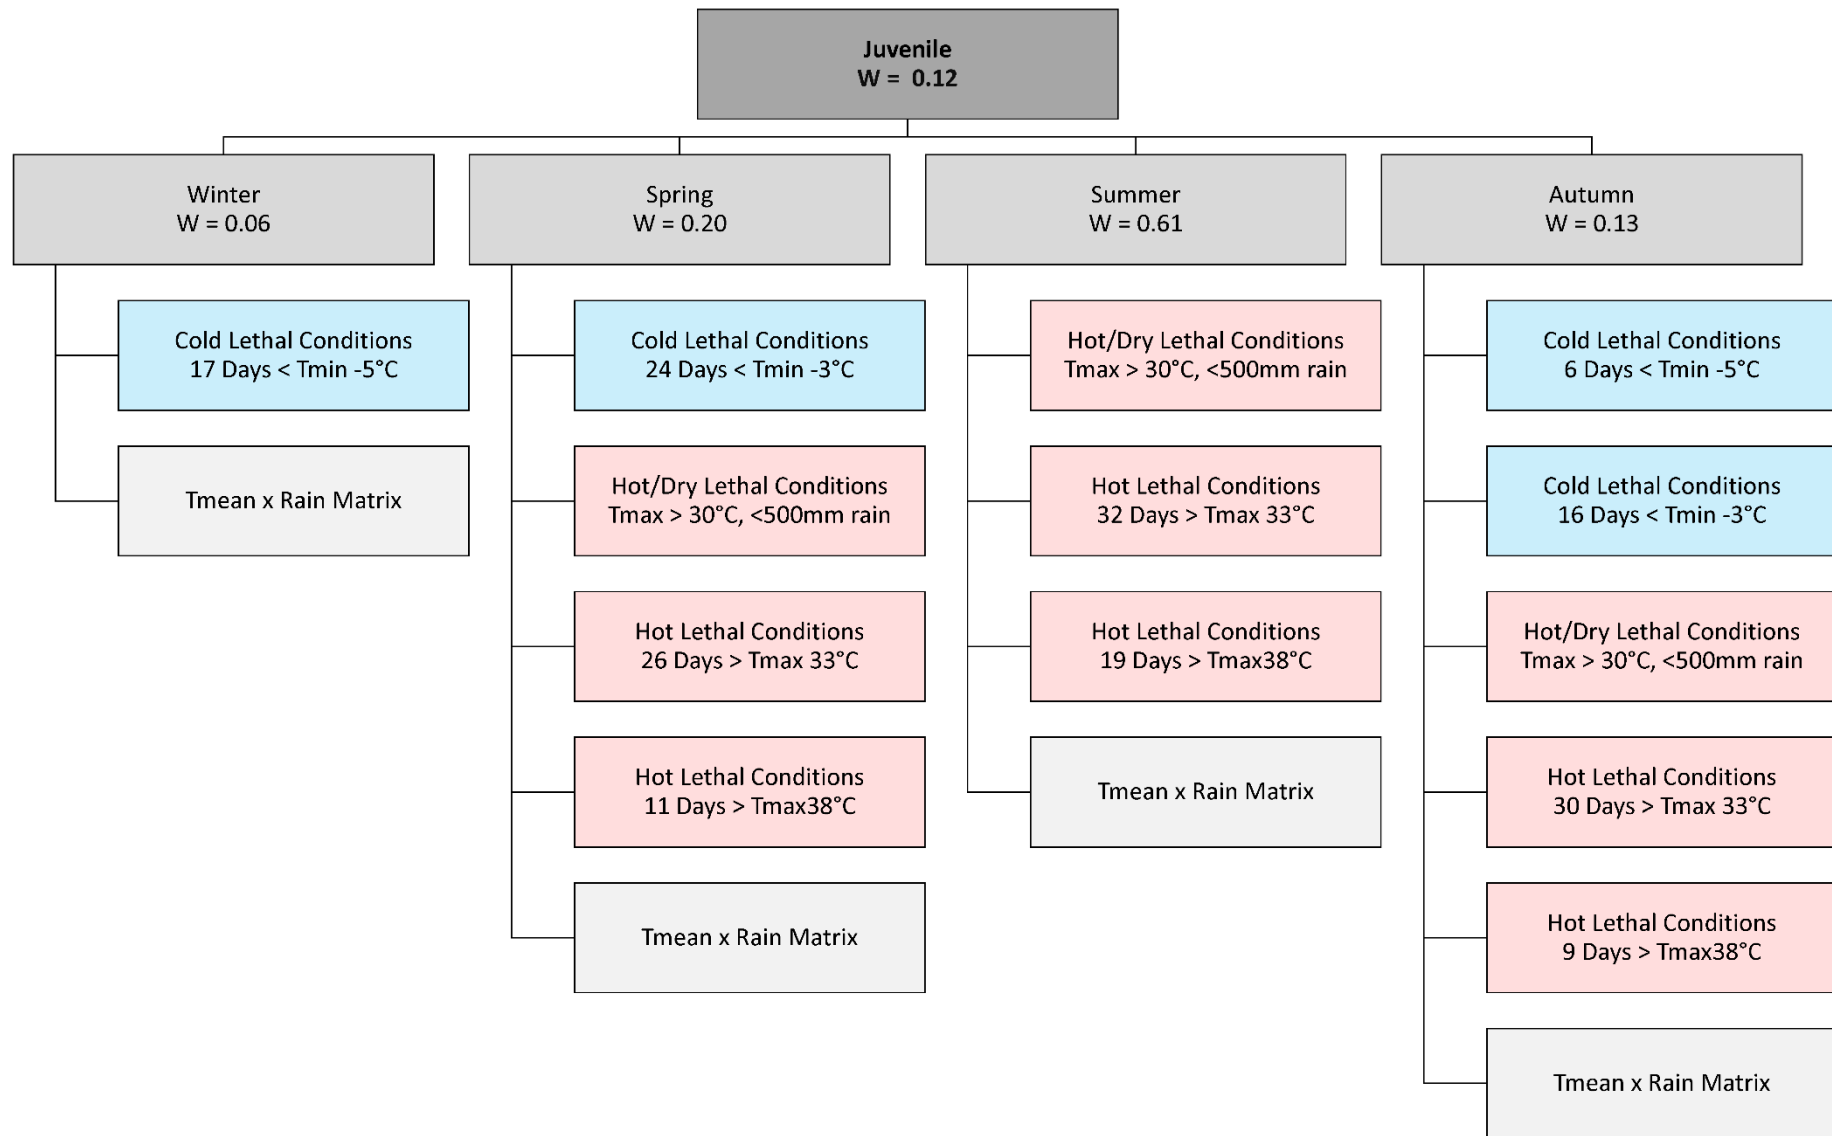 Juvenile
W =  0.12
Winter
W = 0.06
Cold Lethal Conditions
17 Days < Tmin -5°C
Tmean x Rain Matrix
Spring
W = 0.20
Cold Lethal Conditions
24 Days < Tmin -3°C
Hot/Dry Lethal Conditions
Tmax > 30°C, <500mm rain
Hot Lethal Conditions
26 Days > Tmax 33°C
Hot Lethal Conditions
11 Days > Tmax38°C
Tmean x Rain Matrix
Summer
W = 0.61
Hot/Dry Lethal Conditions
Tmax > 30°C, <500mm rain
Hot Lethal Conditions
32 Days > Tmax 33°C
Hot Lethal Conditions
19 Days > Tmax38°C
Tmean x Rain Matrix
Autumn
W = 0.13
Cold Lethal Conditions
6 Days < Tmin -5°C
Cold Lethal Conditions
16 Days < Tmin -3°C
Hot/Dry Lethal Conditions
Tmax > 30°C, <500mm rain
Hot Lethal Conditions
30 Days > Tmax 33°C
Hot Lethal Conditions
9 Days > Tmax38°C
Tmean x Rain Matrix